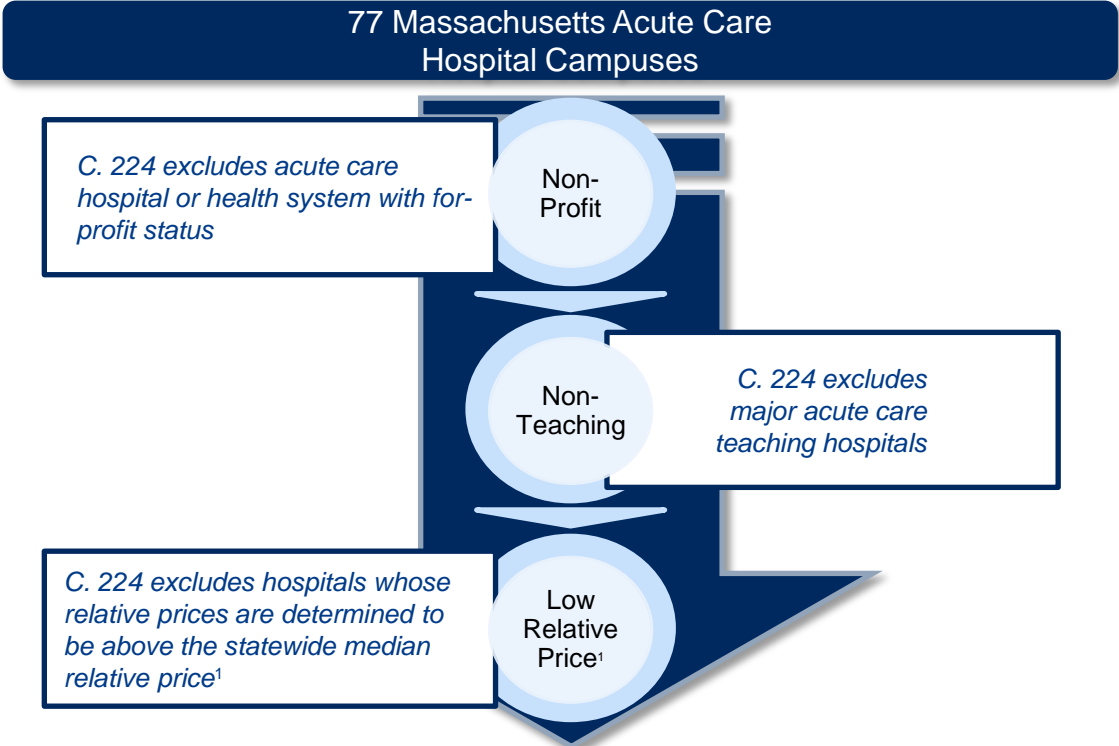 77 Massachusetts Acute Care
Hospital Campuses
C. 224 excludes acute care
hospital or health system with for-
profit status
Non-
Profit
Non-
Teaching
C. 224 excludes
major acute care
teaching hospitals
C. 224 excludes hospitals whose
relative prices are determined to
be above the statewide median
relative price¹
Low
Relative
Price¹